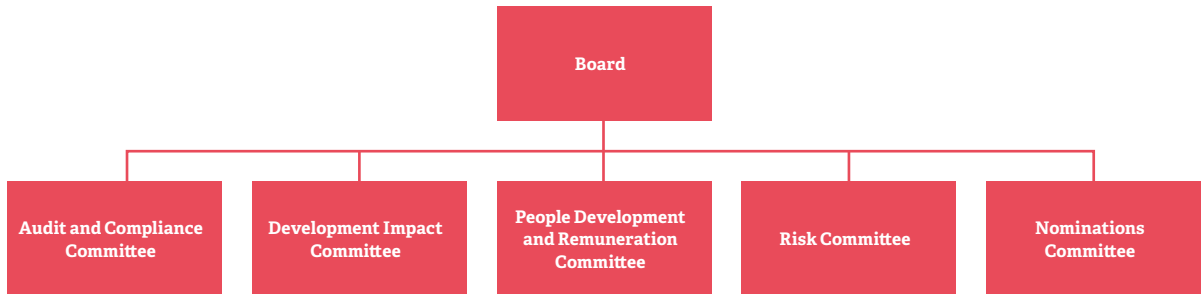 Board
Audit and Compliance
Committee
Development Impact
Committee
People Development
and Remuneration
Committee
Risk Committee
Nominations
Committee